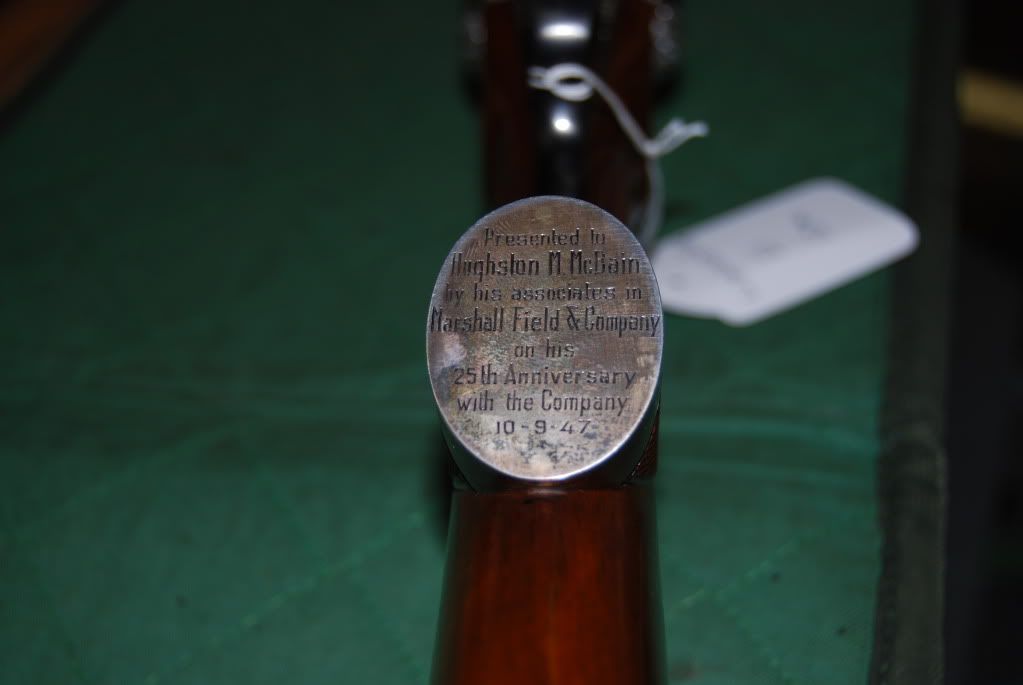 Presented to
Hughston M. McBain
by his associates in
Marshall Field & Company
on his
25th Anniversary
with the Company
10-9-47